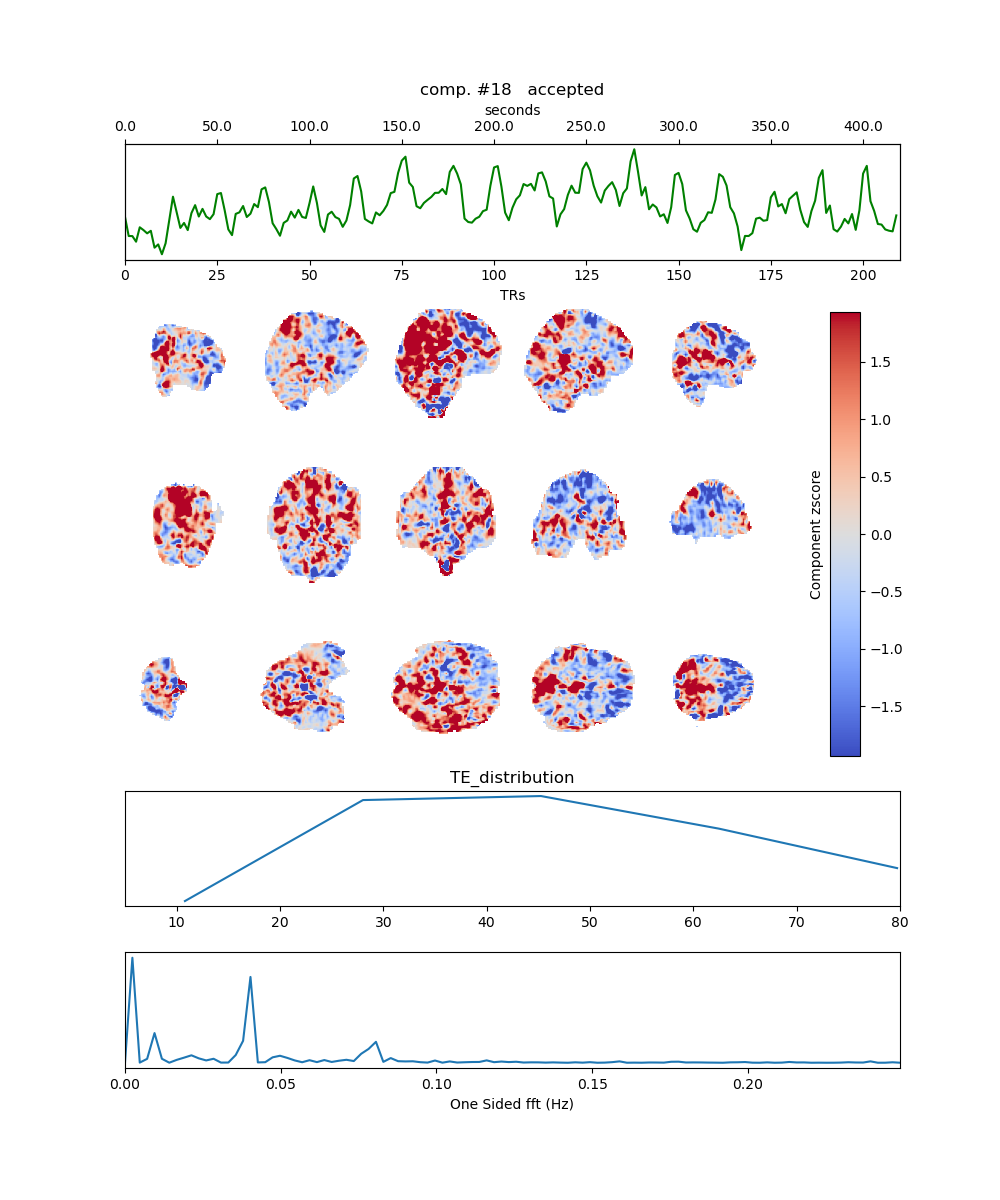 comp. #18   accepted
seconds
0.0 50.0 100.0 150.0 200.0 250.0 300.0 350.0 400.0
0 25 50 75 100 125 150 175 200
TRs
1.5
1.0
0.5
0.0
−0.5
−1.0
−1.5
Component zscore
TE_distribution
10 20 30 40 50 60 70 80
0.00 0.05 0.10 0.15 0.20
One Sided fft (Hz)